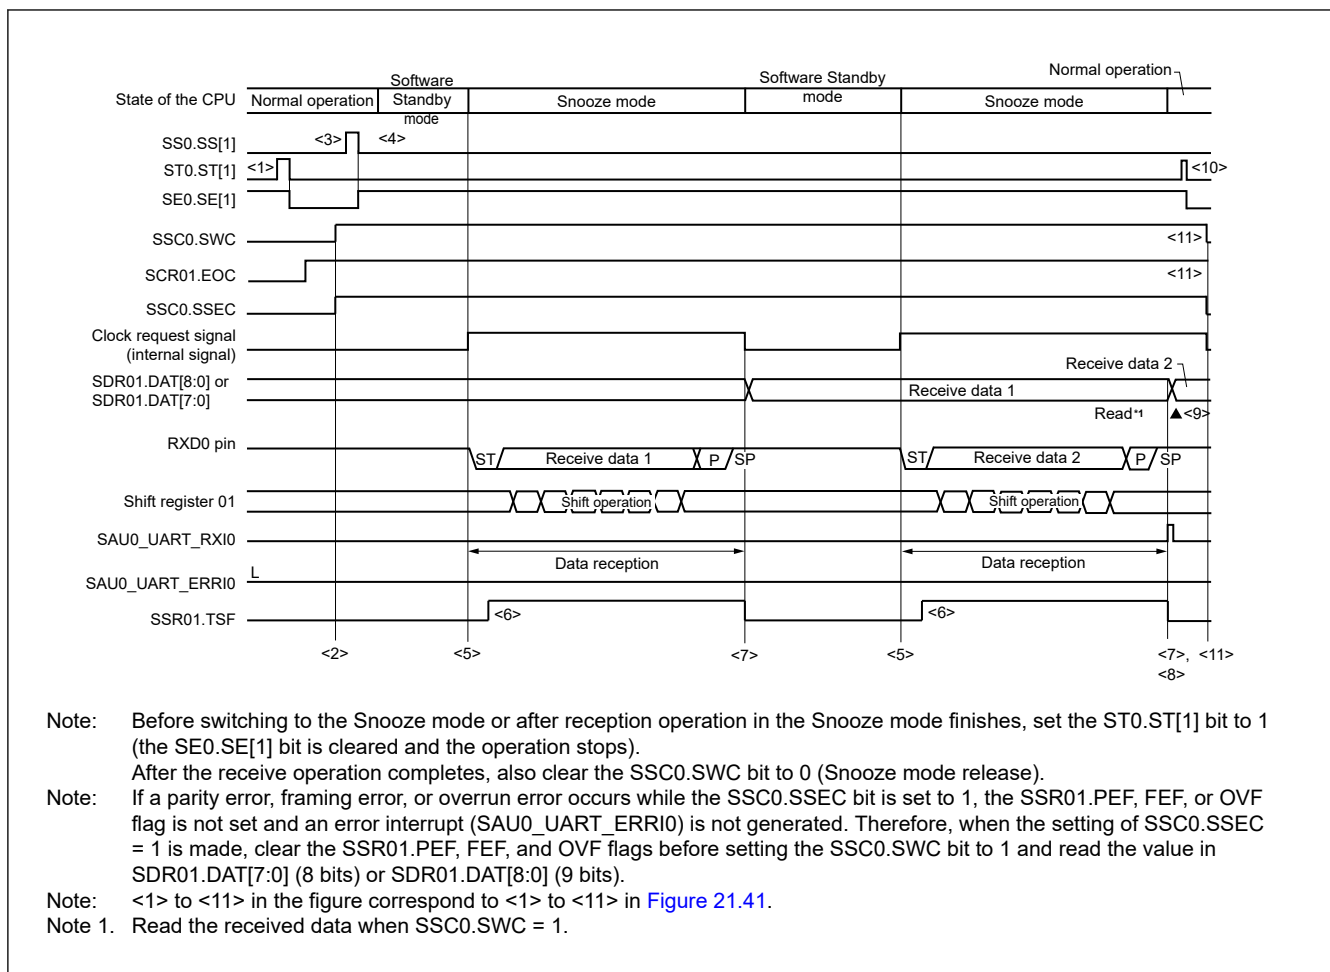 Normal operation
Software
Software Standby
State of the CPU
Normal operation
Standby
mode
Snooze mode
mode
Snooze mode
SS0.SS[1]
<3>
<4>
ST0.ST[1]
<1>
<10>
SE0.SE[1]
SSC0.SWC
<11>
SCR01.EOC
<11>
SSC0.SSEC
Clock request signal
(internal signal)
Receive data 2
SDR01.DAT[8:0] or
SDR01.DAT[7:0]
Receive data 1
Read*1 ▲<9>
RXD0 pin
ST Receive data 1 P SP
ST Receive data 2 P SP
Shift register 01
Shift operation
Shift operation
SAU0_UART_RXI0
Data reception
Data reception
SAU0_UART_ERRI0
L
SSR01.TSF
<6>
<6>
<2> <5> <7> <5> <7>, <11>
<8>
Note: Before switching to the Snooze mode or after reception operation in the Snooze mode finishes, set the ST0.ST[1] bit to 1
(the SE0.SE[1] bit is cleared and the operation stops).
After the receive operation completes, also clear the SSC0.SWC bit to 0 (Snooze mode release).
Note: If a parity error, framing error, or overrun error occurs while the SSC0.SSEC bit is set to 1, the SSR01.PEF, FEF, or OVF
flag is not set and an error interrupt (SAU0_UART_ERRI0) is not generated. Therefore, when the setting of SSC0.SSEC
= 1 is made, clear the SSR01.PEF, FEF, and OVF flags before setting the SSC0.SWC bit to 1 and read the value in
SDR01.DAT[7:0] (8 bits) or SDR01.DAT[8:0] (9 bits).
Note: <1> to <11> in the figure correspond to <1> to <11> in Figure 21.41.
Note 1. Read the received data when SSC0.SWC = 1.